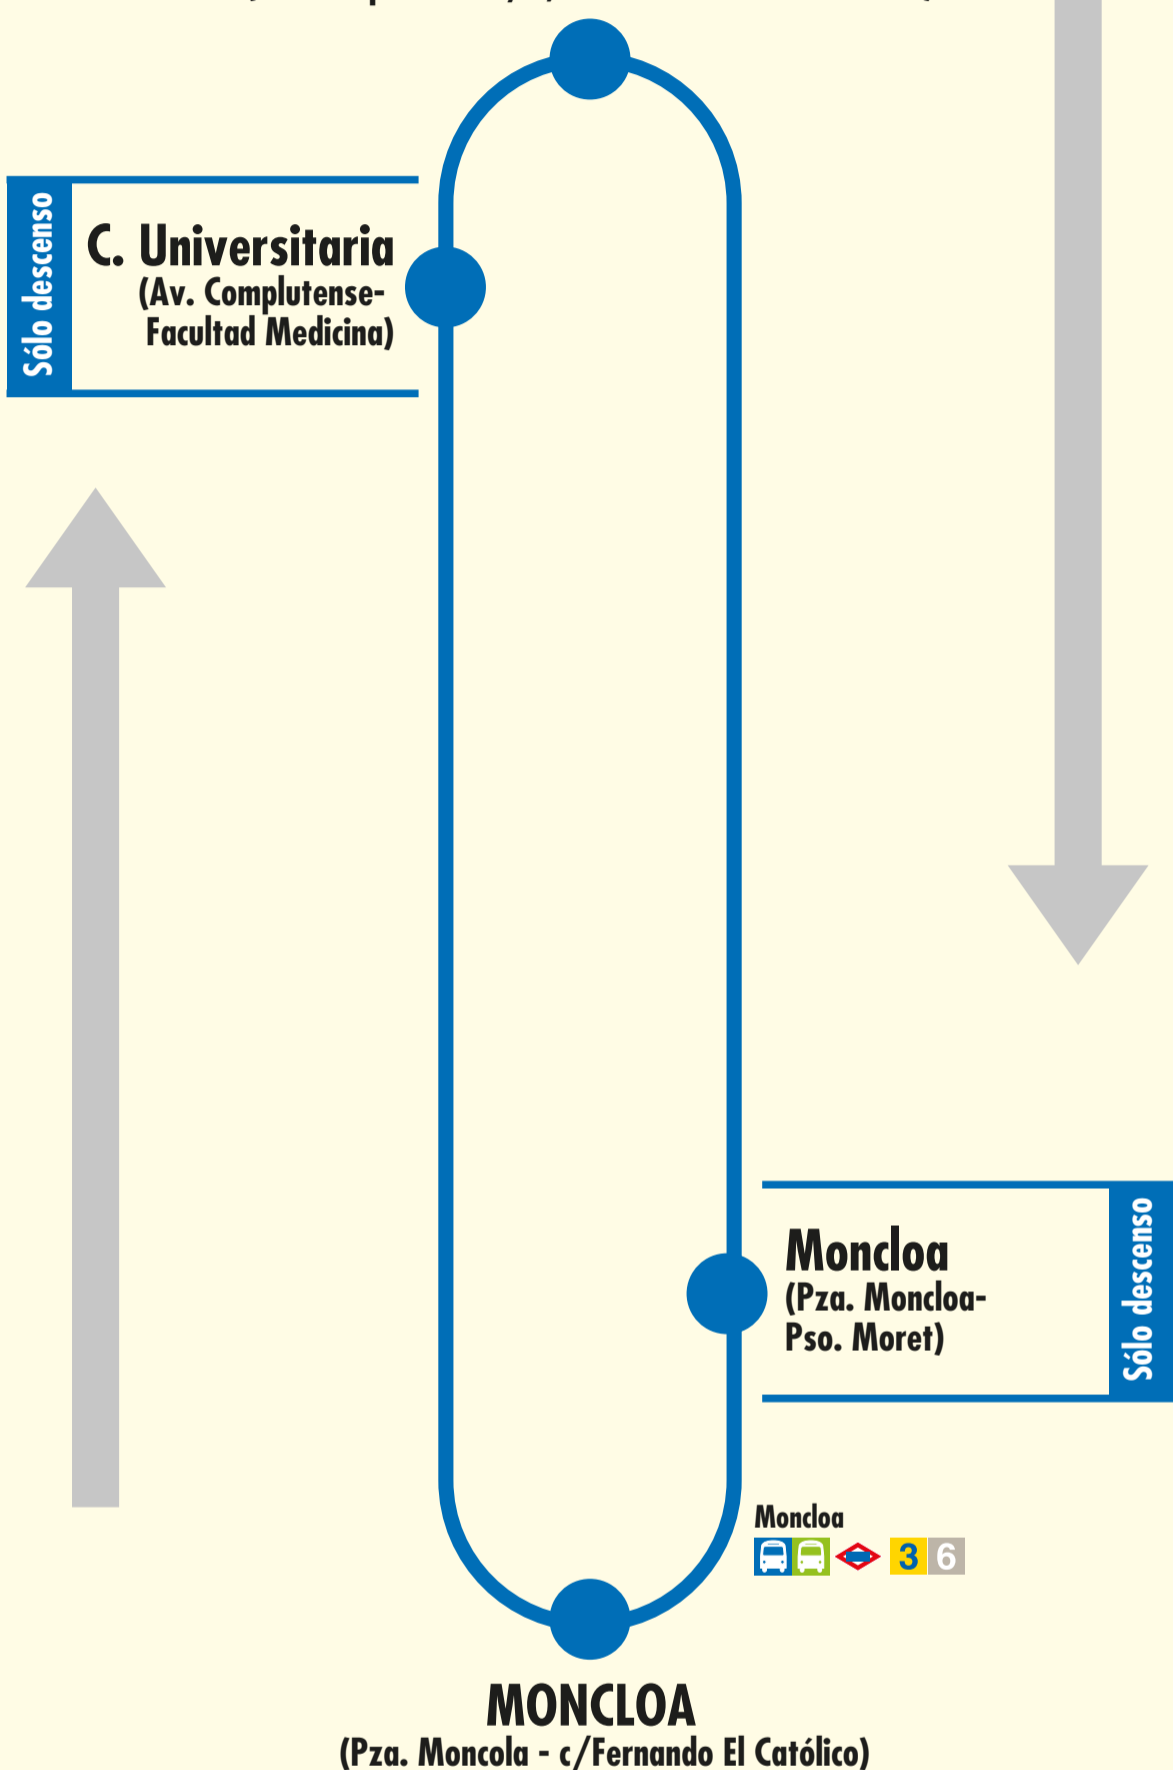 Sólo descenso
C. Universitaria
(Av. Complutense-
Facultad Medicina)
Moncloa
(Pza. Moncloa-
Pso. Moret)
Sólo descenso
Moncloa
3 6
MONCLOA
(Pza. Moncola - c/Fernando El Católico)